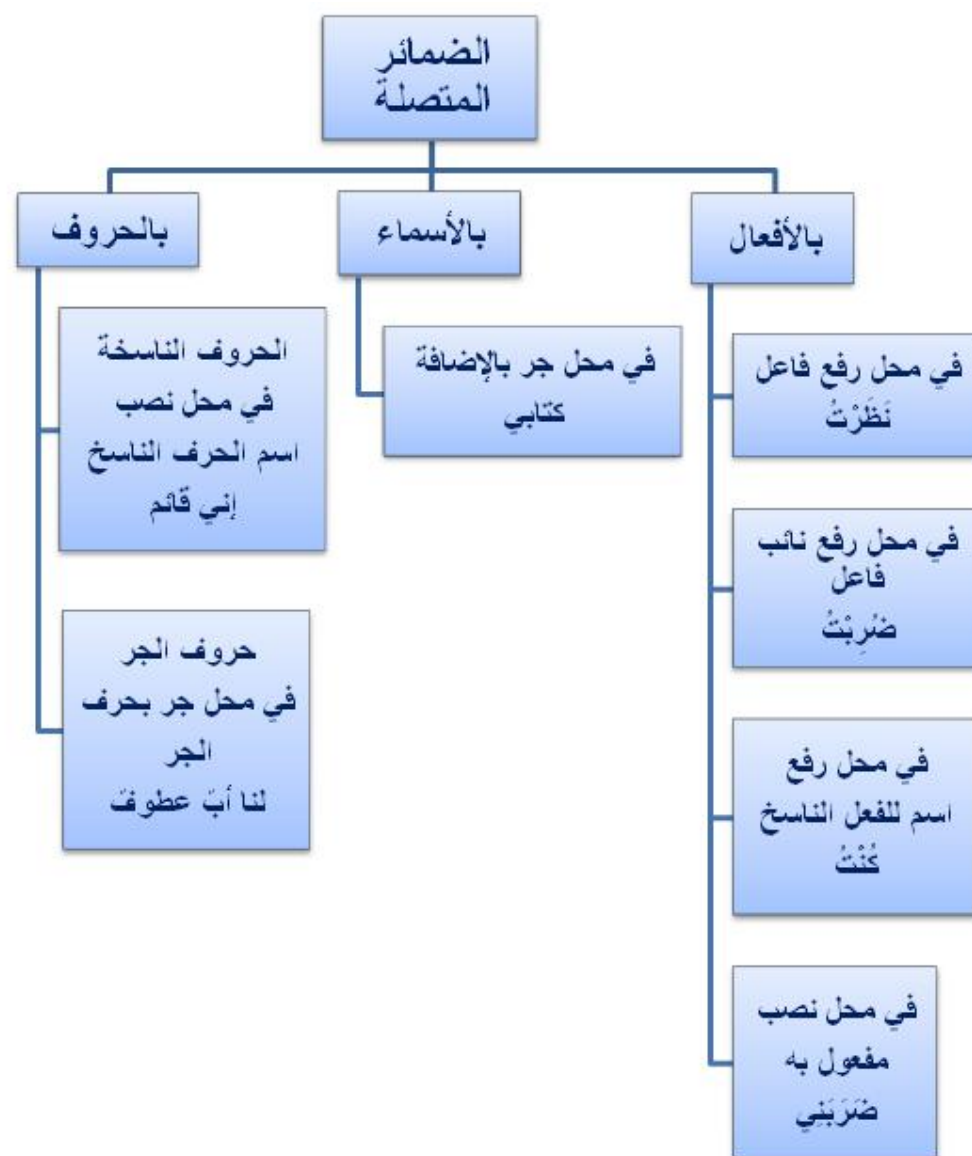 الضمائر
المتصلة
بالأفعال
في محل رفع فاعل
نَظَرْتُ
في محل رفع نائب
فاعل
ضُرِبْتُ
في محل رفع
اسم للفعل الناسخ
كُنْتُ
في محل نصب
مفعول به
ضَرَبَنِي
بالأسماء
في محل جر بالإضافة
كتابي
بالحروف
الحروف الناسخة
في محل نصب
اسم الحرف الناسخ
إني قائم
حروف الجر
في محل جر بحرف
الجر
لنا أبٌ عطوفٌ